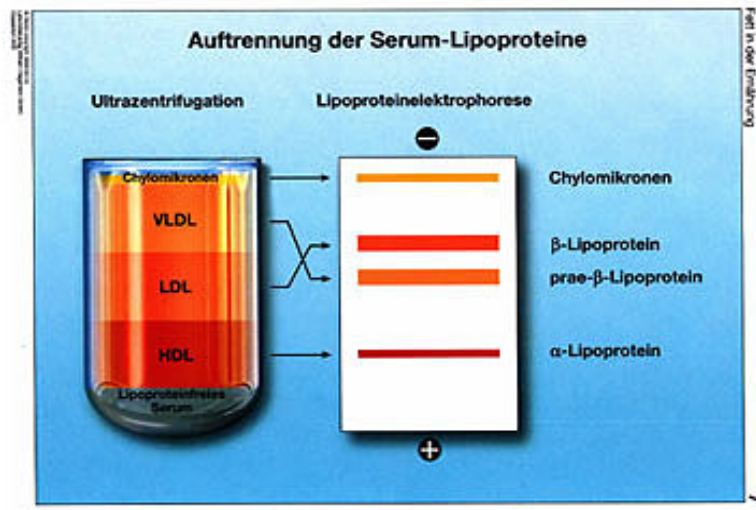 Auftrennung der Serum-Lipoproteine
Ultrazentrifugation
Lipoproteinelektrophorese
−
Chylomikronen
VLDL
LDL
HDL
Lipoproteinfreies
Serum
Chylomikronen
β-Lipoprotein
prae-β-Lipoprotein
α-Lipoprotein
+
Fett in der Ernährung